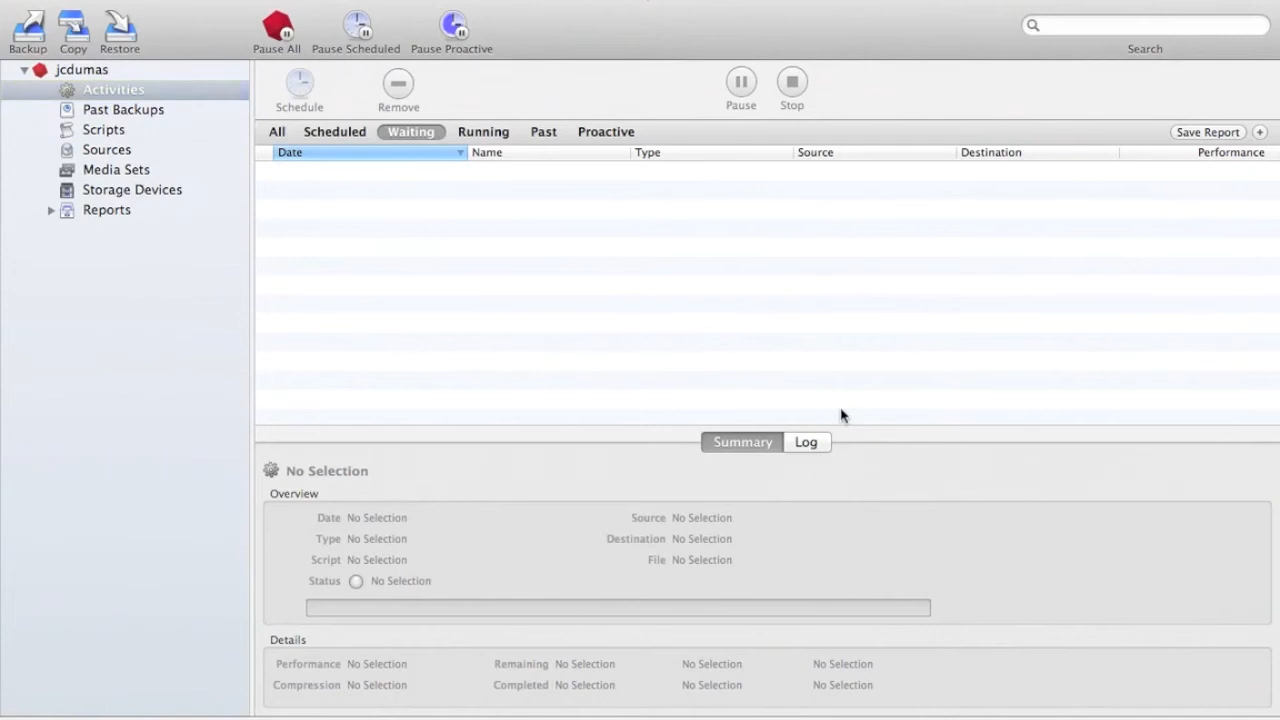 Backup Copy Restore Pause All Pause Scheduled Pause Proactive Search
jcdumas
Activities
Past Backups
Scripts
Sources
Media Sets
Storage Devices
Reports
Schedule Remove Pause Stop
All Scheduled Waiting Running Past Proactive Save Report +
Date Name Type Source Destination Performance
Summary Log
No Selection
Overview
Date No Selection Source No Selection
Type No Selection Destination No Selection
Script No Selection File No Selection
Status No Selection
Details
Performance No Selection Remaining No Selection No Selection No Selection
Compression No Selection Completed No Selection No Selection No Selection